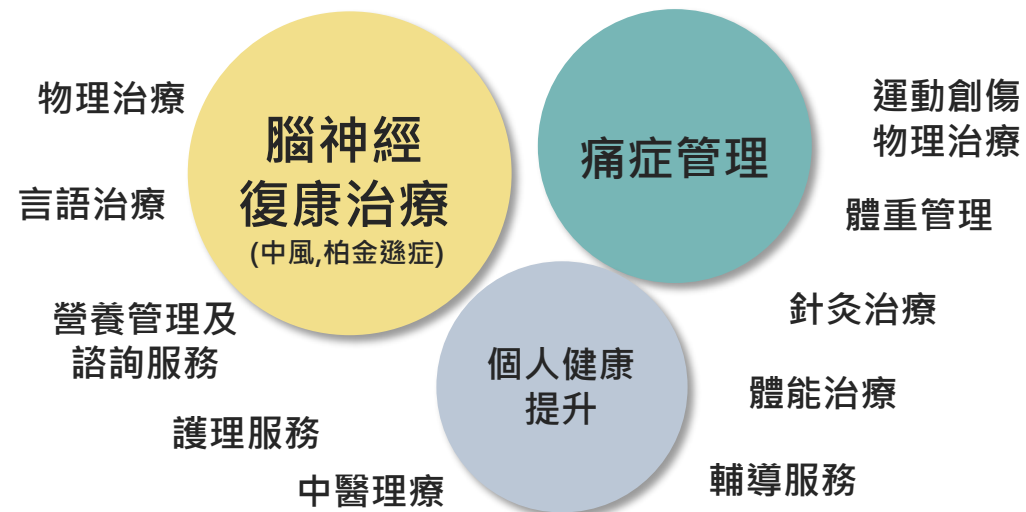 物理治療
言語治療
營養管理及
諮詢服務
護理服務
中醫理療
腦神經
復康治療
(中風,柏金遜症)
痛症管理
個人健康
提升
運動創傷
物理治療
體重管理
針灸治療
體能治療
輔導服務